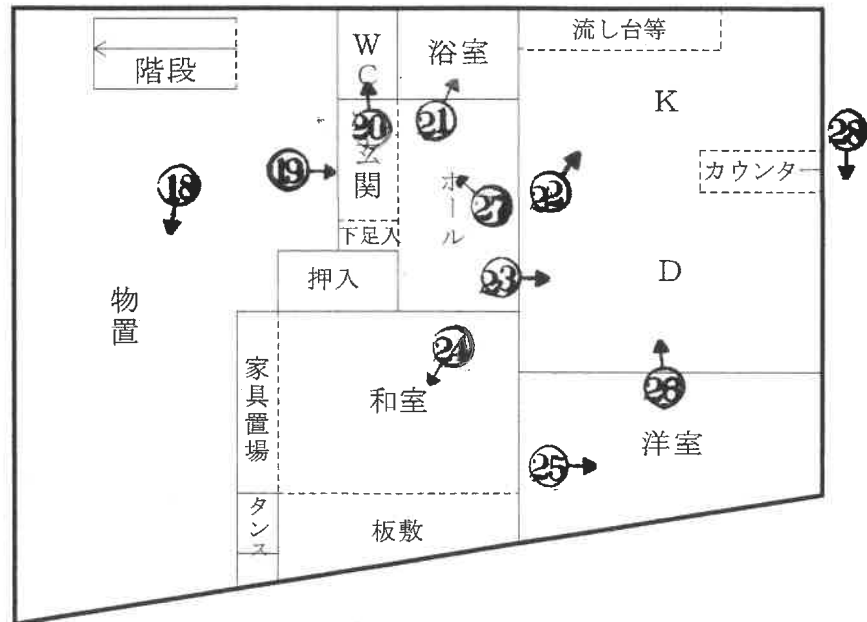 流し台等
WC
浴室
階段
K
20
21
28
玄関
19
カウンター
18
ホール
27
22
下足入
押入
23
D
物置
24
家具置場
和室
26
洋室
25
タンス
板敷